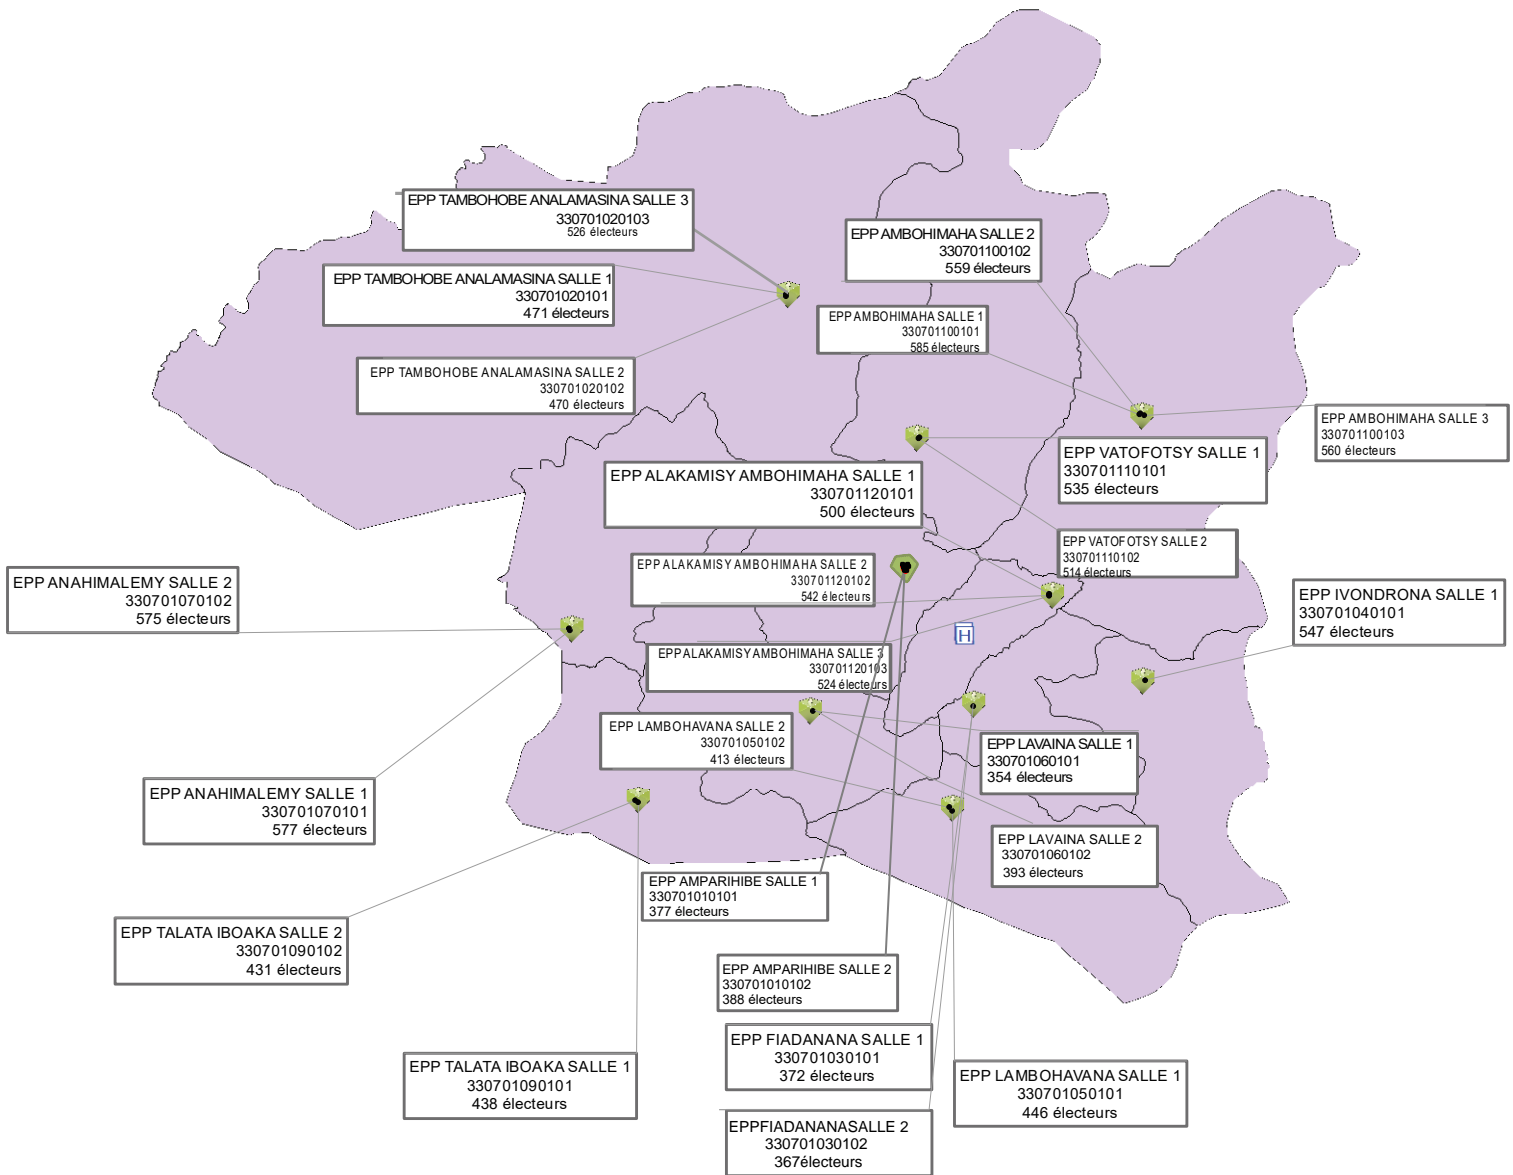 EPP TAMBOHOBE ANALAMASINA SALLE 3
330701020103
526 électeurs
EPP AMBOHIMAHA SALLE 2
330701100102
559 électeurs
EPP TAMBOHOBE ANALAMASINA SALLE 1
330701020101
471 électeurs
EPP AMBOHIMAHA SALLE 1
330701100101
585 électeurs
EPP TAMBOHOBE ANALAMASINA SALLE 2
330701020102
470 électeurs
EPP AMBOHIMAHA SALLE 3
330701100103
560 électeurs
EPP VATOFOTSY SALLE 1
330701110101
535 électeurs
EPP ALAKAMISY AMBOHIMAHA SALLE 1
330701120101
500 électeurs
EPP VATOFOTSY SALLE 2
330701110102
514 électeurs
EPP ALAKAMISY AMBOHIMAHA SALLE 2
330701120102
542 électeurs
EPP ANAHIMALEMY SALLE 2
330701070102
575 électeurs
EPP IVONDRONA SALLE 1
330701040101
547 électeurs
H
EPP ALAKAMISY AMBOHIMAHA SALLE 3
330701120103
524 électeurs
EPP LAMBOHAVANA SALLE 2
330701050102
413 électeurs
EPP LAVAINA SALLE 1
330701060101
354 électeurs
EPP ANAHIMALEMY SALLE 1
330701070101
577 électeurs
EPP LAVAINA SALLE 2
330701060102
393 électeurs
EPP AMPARIHIBE SALLE 1
330701010101
377 électeurs
EPP TALATA IBOAKA SALLE 2
330701090102
431 électeurs
EPP AMPARIHIBE SALLE 2
330701010102
388 électeurs
EPP FIADANANA SALLE 1
330701030101
372 électeurs
EPP TALATA IBOAKA SALLE 1
330701090101
438 électeurs
EPP LAMBOHAVANA SALLE 1
330701050101
446 électeurs
EPPFIADANANASALLE 2
330701030102
367électeurs